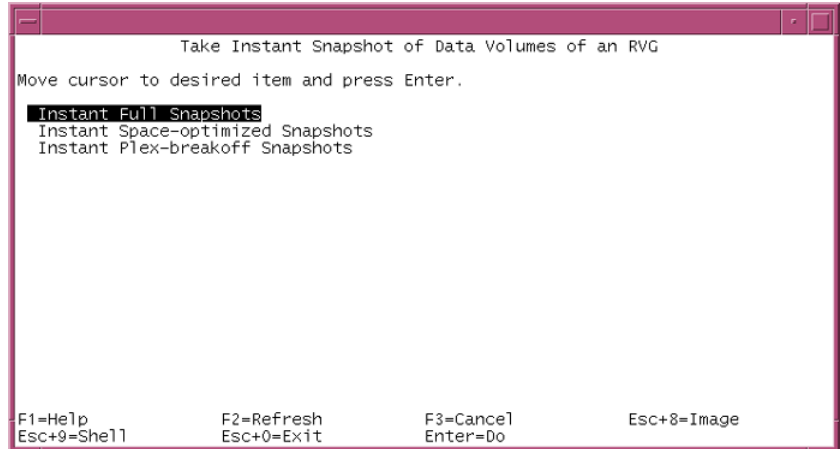 Take Instant Snapshot of Data Volumes of an RVG
Move cursor to desired item and press Enter.
Instant Full Snapshots
Instant Space-optimized Snapshots
Instant Plex-breakoff Snapshots
F1=Help F2=Refresh F3=Cancel Esc+8=Image
Esc+9=Shell Esc+0=Exit Enter=Do